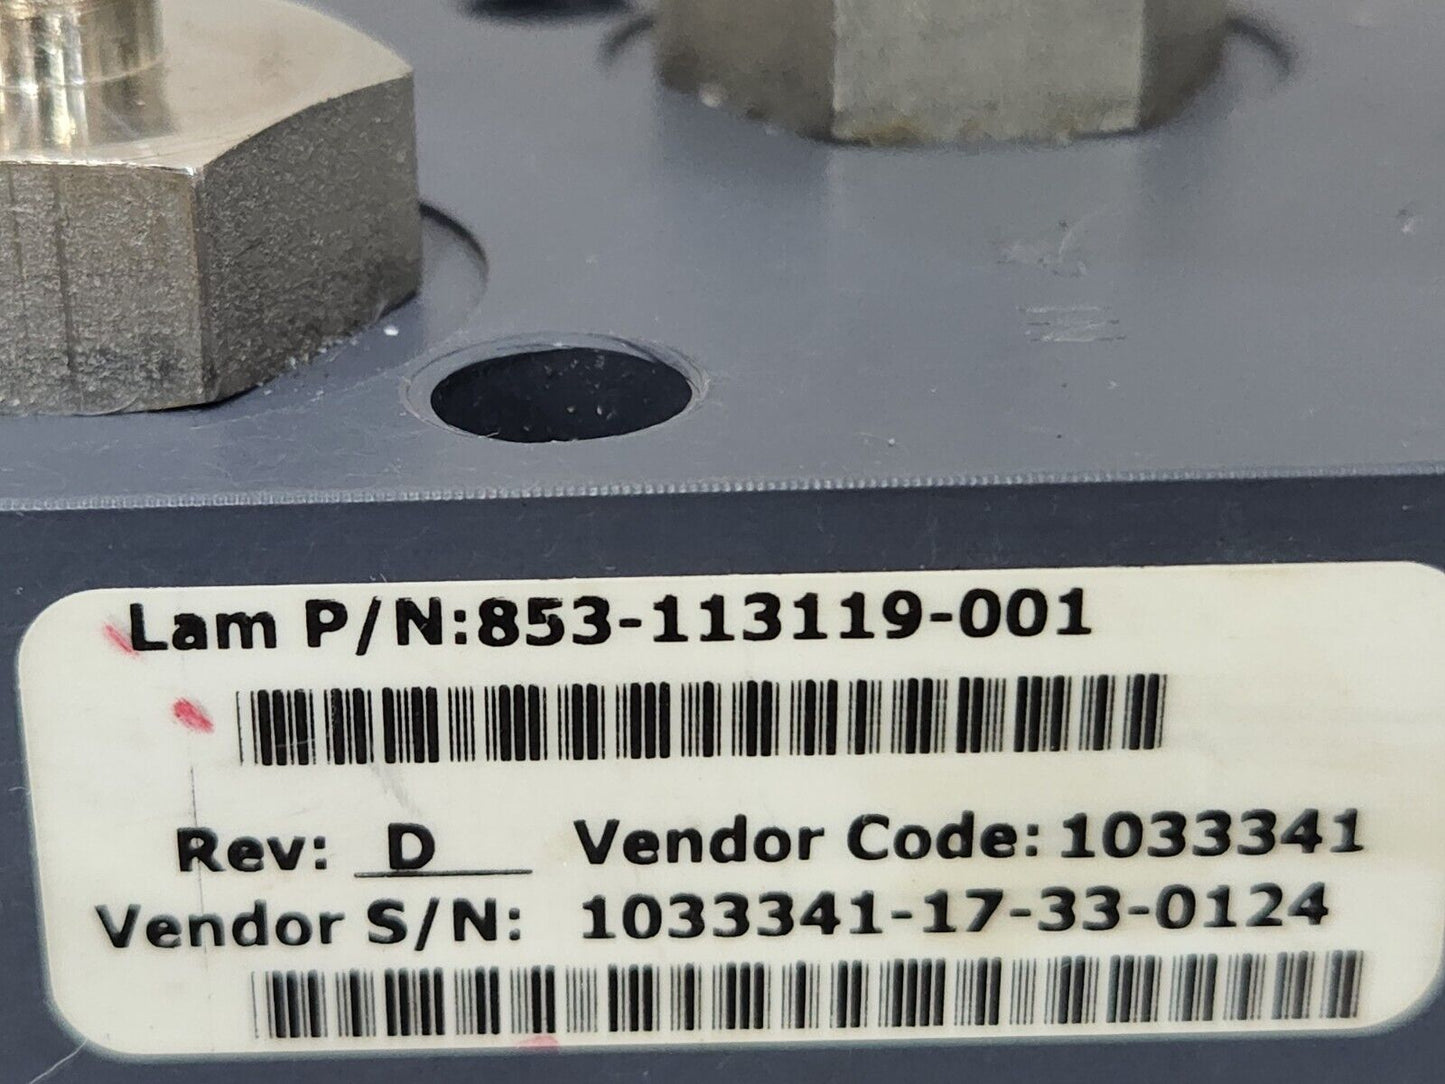 Lam P/N:853-113119-001
Rev: D Vendor Code: 1033341
Vendor S/N: 1033341-17-33-0124